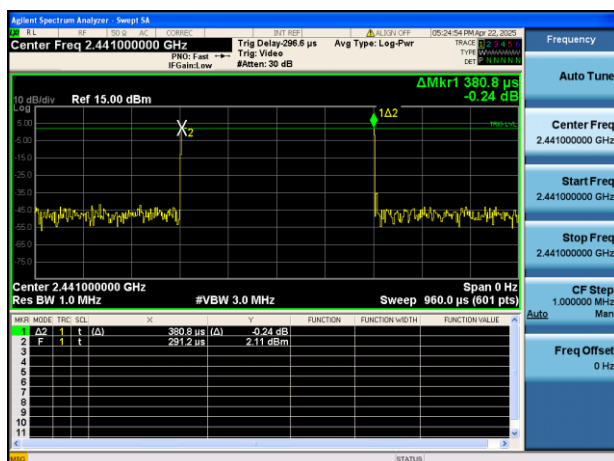 Agilent Spectrum Analyzer - Swept SA
RL RF 50 Ω AC CORREC INT REF ALIGN OFF 05:24:54 PM Apr 22, 2025
Center Freq 2.441000000 GHz
PNO: Fast
IFGain:Low
Trig Delay-296.6 µs
Trig: Video
#Atten: 30 dB
Avg Type: Log-Pwr
TRACE 1 2 3 4 5 6
TYPE
DET P N N N N N
ΔMkr1 380.8 µs
-0.24 dB
10 dB/div Ref 15.00 dBm
Log
5.00
-5.00
-15.0
-25.0
-35.0
-45.0
-55.0
-65.0
-75.0
X2
1Δ2
TRIG LVL
Center 2.441000000 GHz Span 0 Hz
Res BW 1.0 MHz #VBW 3.0 MHz Sweep 960.0 µs (601 pts)
MKR MODE TRC SCL X Y FUNCTION FUNCTION WIDTH FUNCTION VALUE
1 Δ2 1 t (Δ) 380.8 µs (Δ) -0.24 dB
2 F 1 t 291.2 µs 2.11 dBm
3
4
5
6
7
8
9
10
11
MSG STATUS
Frequency
Auto Tune
Center Freq
2.441000000 GHz
Start Freq
2.441000000 GHz
Stop Freq
2.441000000 GHz
CF Step
1.000000 MHz
Auto Man
Freq Offset
0 Hz